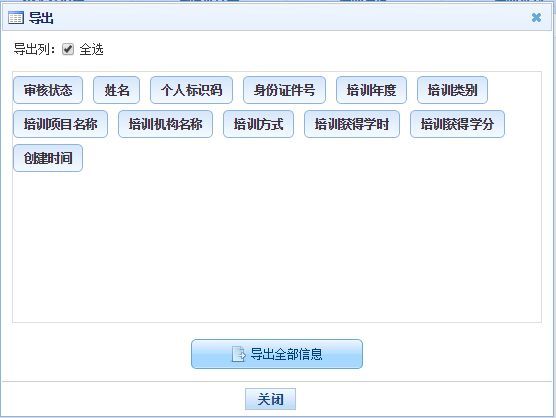 导出
导出列: 全选
审核状态 姓名 个人标识码 身份证件号 培训年度 培训类别
培训项目名称 培训机构名称 培训方式 培训获得学时 培训获得学分
创建时间
导出全部信息
关闭